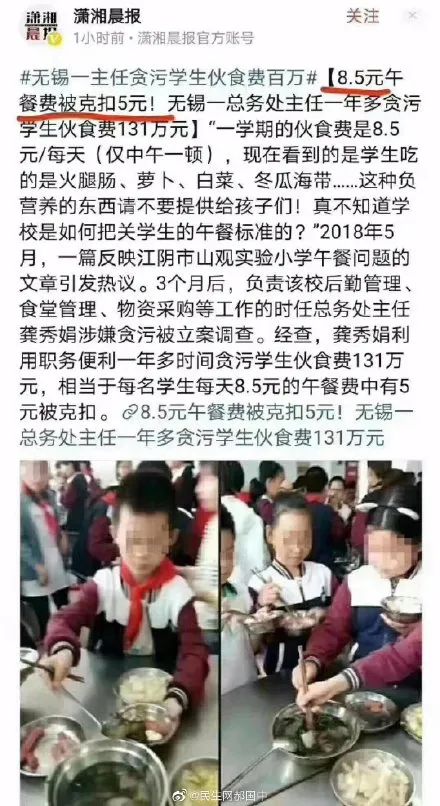 潇湘晨报
潇湘晨报
1小时前·潇湘晨报官方账号
关注
#无锡一主任贪污学生伙食费百万#【8.5元午
餐费被克扣5元！无锡一总务处主任一年多贪污
学生伙食费131万元】“一学期的伙食费是8.5
元/每天（仅中午一顿），现在看到的是学生吃
的是火腿肠、萝卜、白菜、冬瓜海带……这种负
营养的东西请不要提供给孩子们！真不知道学
校是如何把关学生的午餐标准的？”2018年5
月，一篇反映江阴市山观实验小学午餐问题的
文章引发热议。3个月后，负责该校后勤管理、
食堂管理、物资采购等工作的时任总务处主任
龚秀娟涉嫌贪污被立案调查。经查，龚秀娟利
用职务便利一年多时间贪污学生伙食费131万
元，相当于每名学生每天8.5元的午餐费中有5
元被克扣。8.5元午餐费被克扣5元！无锡一
总务处主任一年多贪污学生伙食费131万元
@民生网郝国中